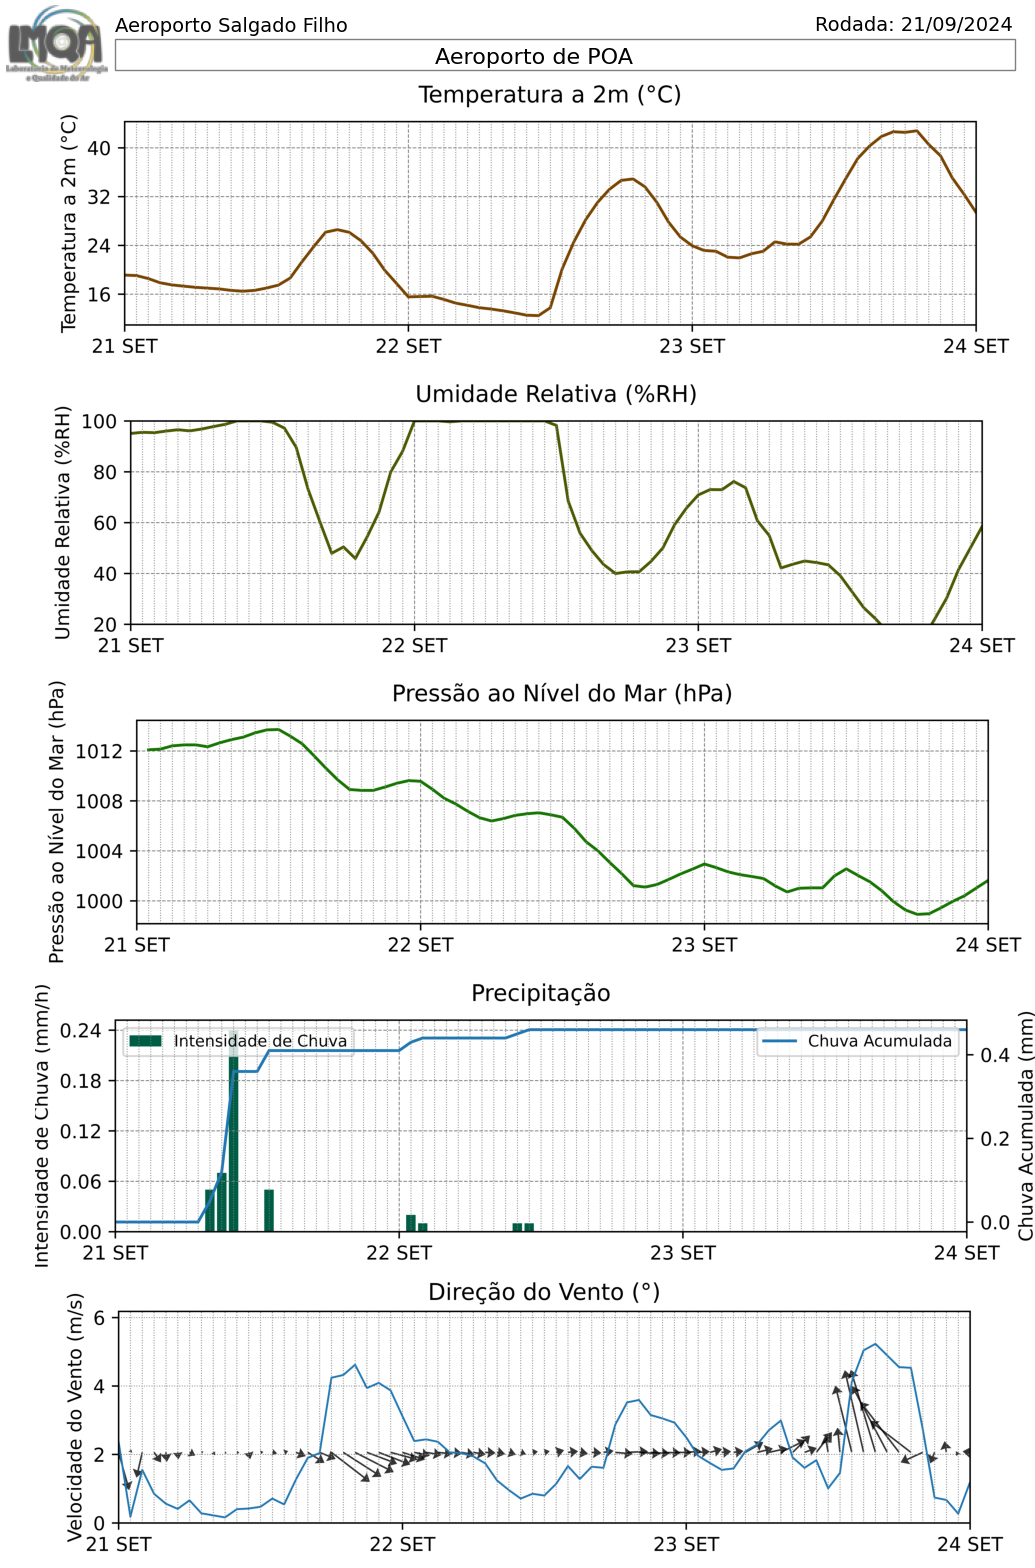 LMQA
Laboratório de Meteorologia
e Qualidade do Ar
Aeroporto Salgado Filho
Rodada: 21/09/2024
Aeroporto de POA
Temperatura a 2m (°C)
Temperatura a 2m (°C)
40
32
24
16
21 SET 22 SET 23 SET 24 SET
Umidade Relativa (%RH)
Umidade Relativa (%RH)
100
80
60
40
20
21 SET 22 SET 23 SET 24 SET
Pressão ao Nível do Mar (hPa)
Pressão ao Nível do Mar (hPa)
1012
1008
1004
1000
21 SET 22 SET 23 SET 24 SET
Precipitação
Intensidade de Chuva (mm/h)
0.24
0.18
0.12
0.06
0.00
Intensidade de Chuva
Chuva Acumulada
0.4
0.2
0.0
Chuva Acumulada (mm)
21 SET 22 SET 23 SET 24 SET
Direção do Vento (°)
Velocidade do Vento (m/s)
6
4
2
0
21 SET 22 SET 23 SET 24 SET